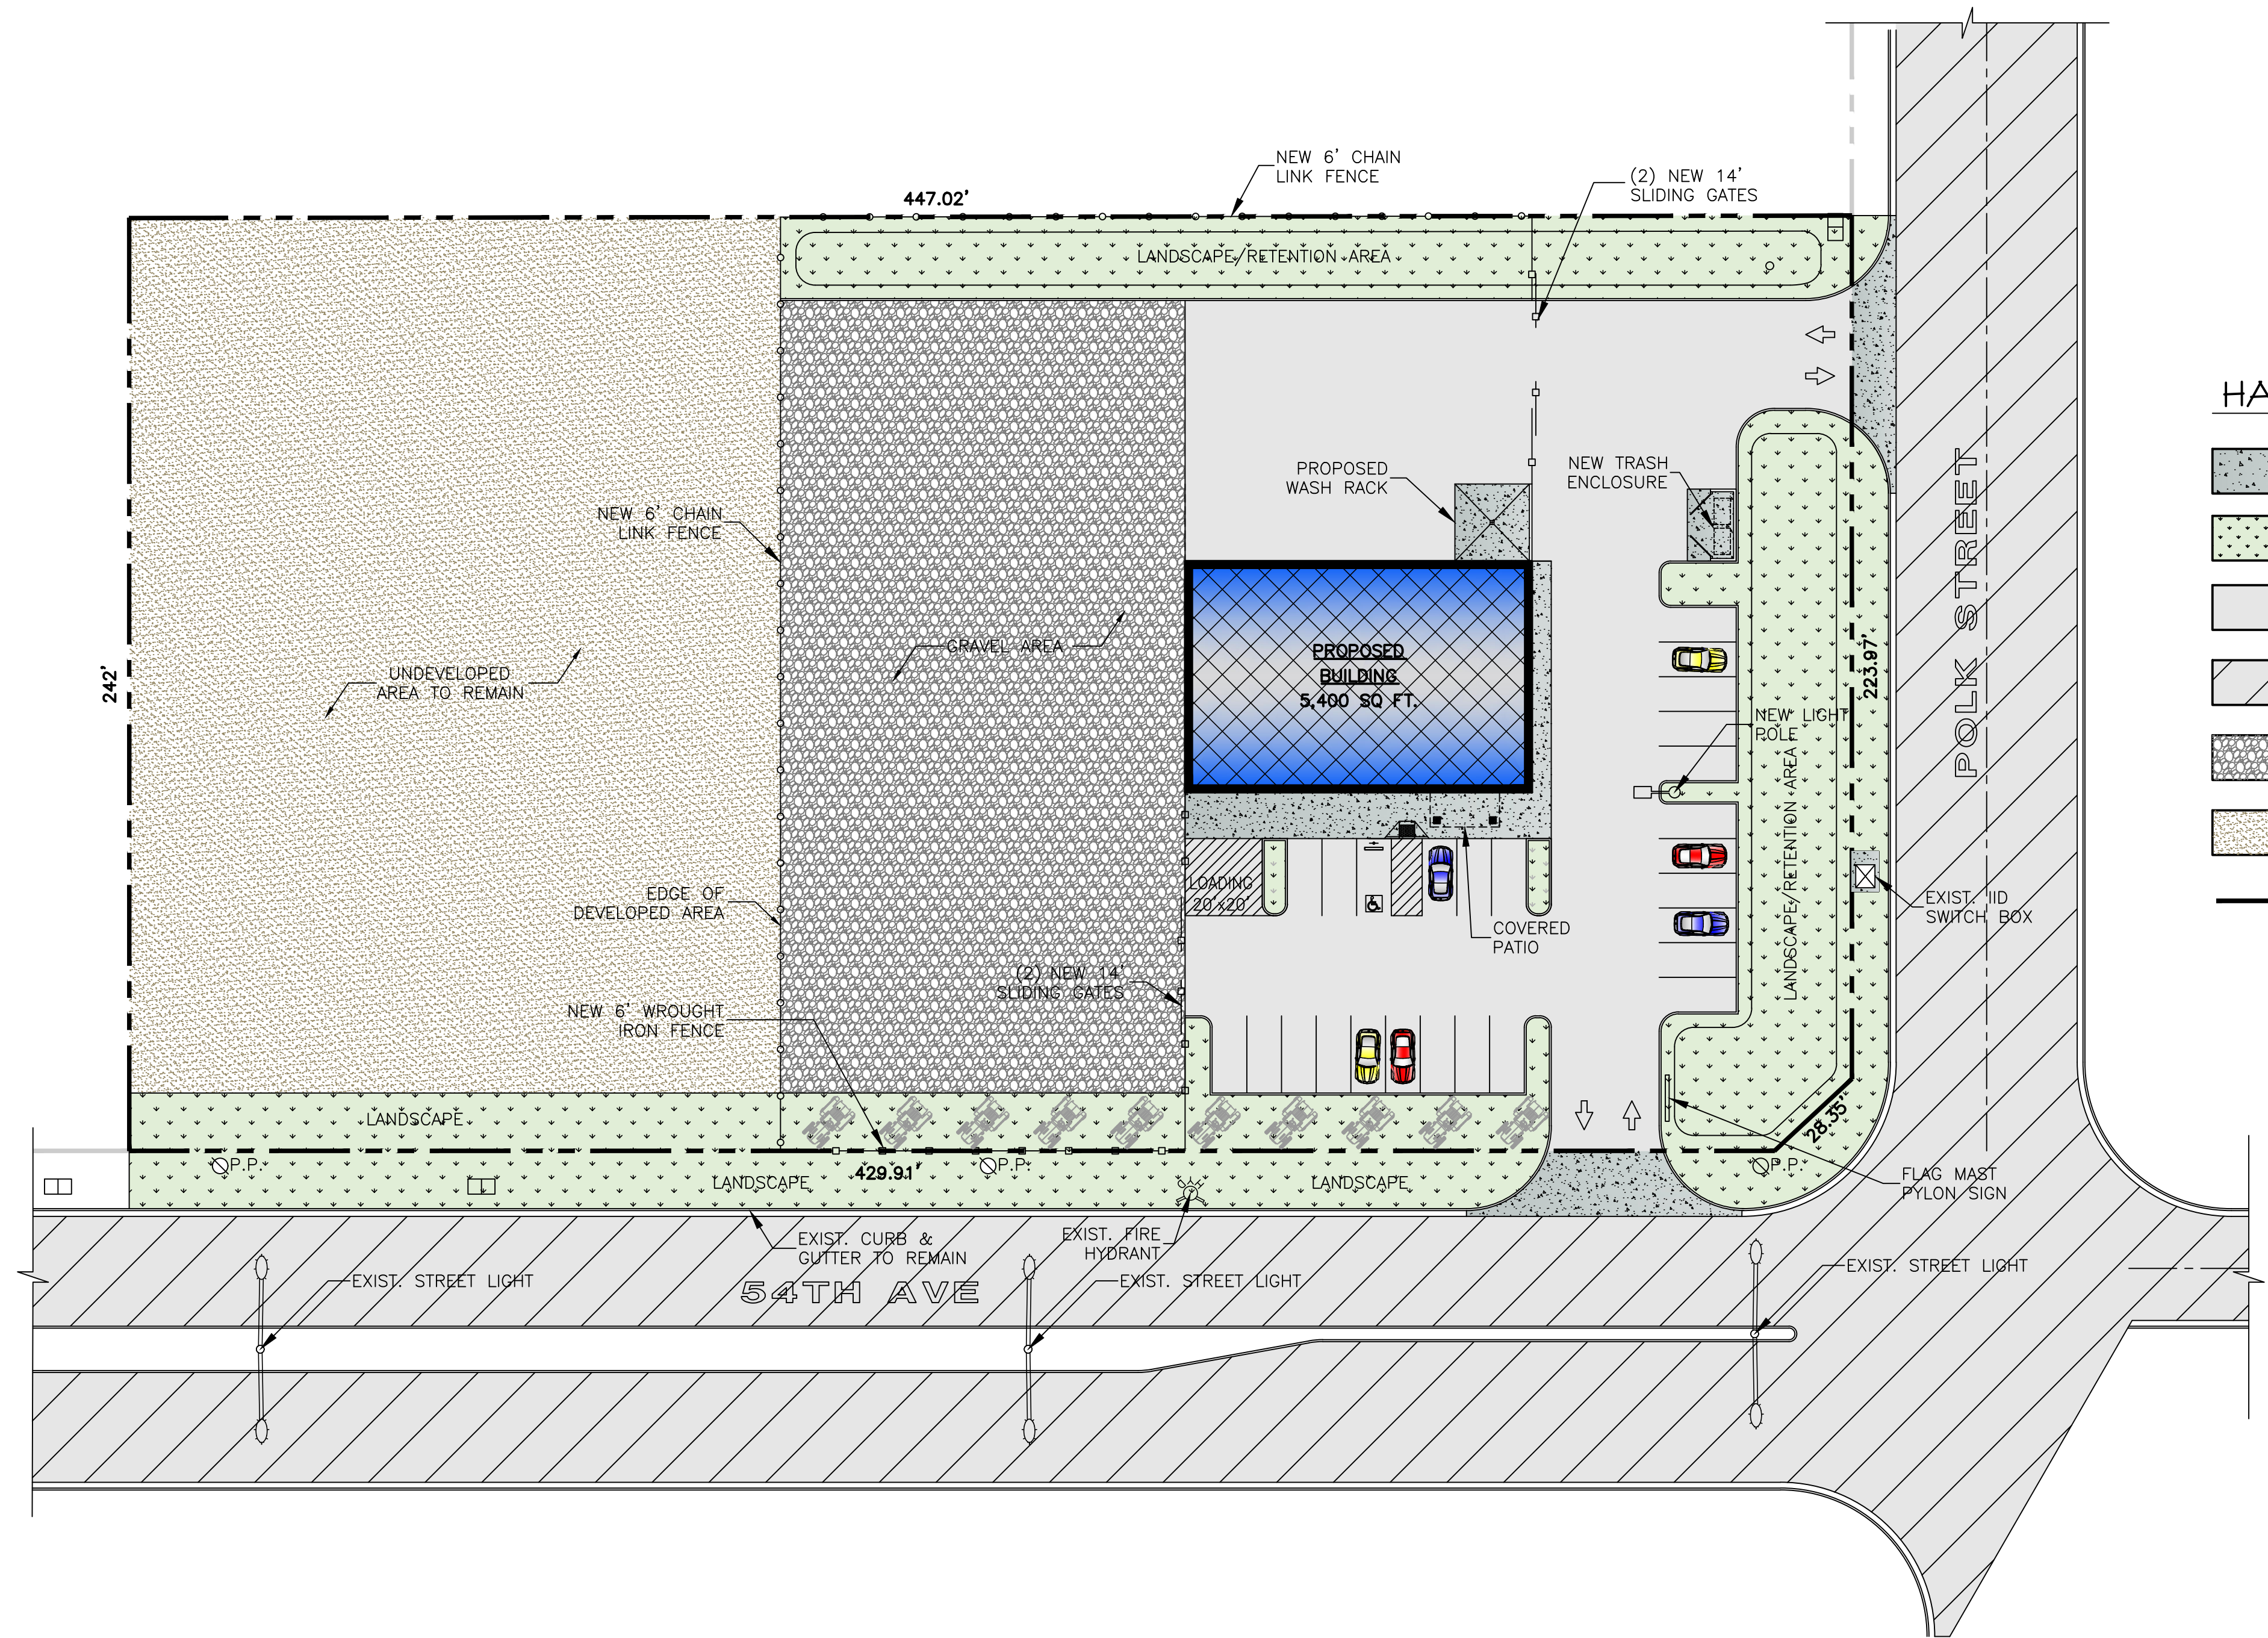 NEW 6' CHAIN
LINK FENCE
(2) NEW 14'
SLIDING GATES
447.02'
LANDSCAPE/RETENTION AREA
HA
PROPOSED
WASH RACK
NEW TRASH
ENCLOSURE
NEW 6' CHAIN
LINK FENCE
POLK STREET
GRAVEL AREA
PROPOSED
BUILDING
5,400 SQ FT.
UNDEVELOPED
AREA TO REMAIN
242'
223.97'
NEW LIGHT
POLE
LANDSCAPE/RETENTION AREA
EDGE OF
DEVELOPED AREA
LOADING
20'x20'
EXIST. IID
SWITCH BOX
COVERED
PATIO
(2) NEW 14'
SLIDING GATES
NEW 6' WROUGHT
IRON FENCE
LANDSCAPE
28.35'
P.P.
P.P.
P.P.
429.91'
LANDSCAPE
LANDSCAPE
FLAG MAST
PYLON SIGN
EXIST. CURB &
GUTTER TO REMAIN
EXIST. FIRE
HYDRANT
EXIST. STREET LIGHT
54TH AVE
EXIST. STREET LIGHT
EXIST. STREET LIGHT